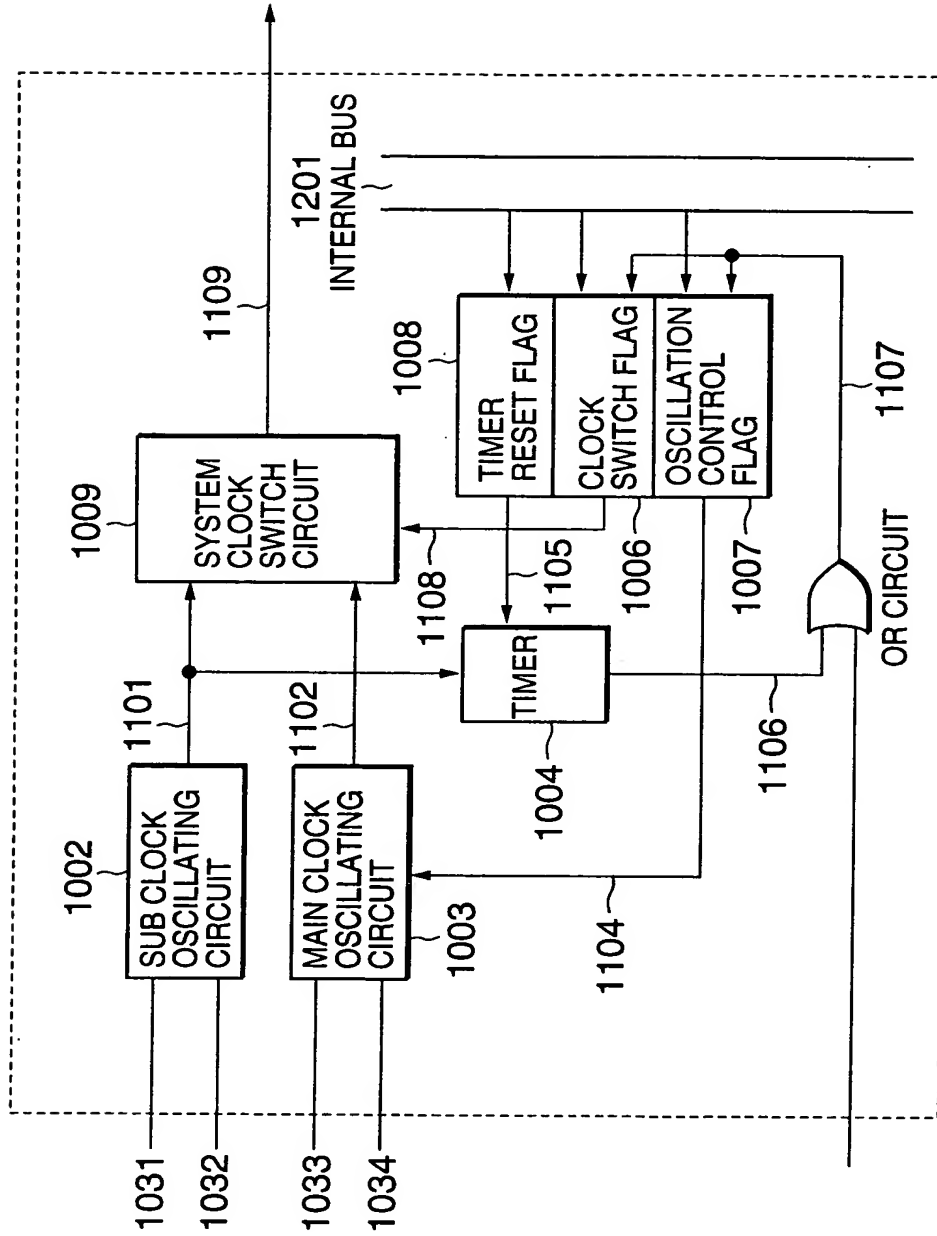 1031
1032
1002
SUB CLOCK
OSCILLATING
CIRCUIT
1101
1009
SYSTEM
CLOCK
SWITCH
CIRCUIT
1109
1033
1034
MAIN CLOCK
OSCILLATING
CIRCUIT
1003
1102
1108
1201
INTERNAL BUS
TIMER
1004
1105
1008
TIMER
RESET FLAG
CLOCK
SWITCH FLAG
OSCILLATION
CONTROL
FLAG
1006
1007
1104
1106
OR CIRCUIT
1107